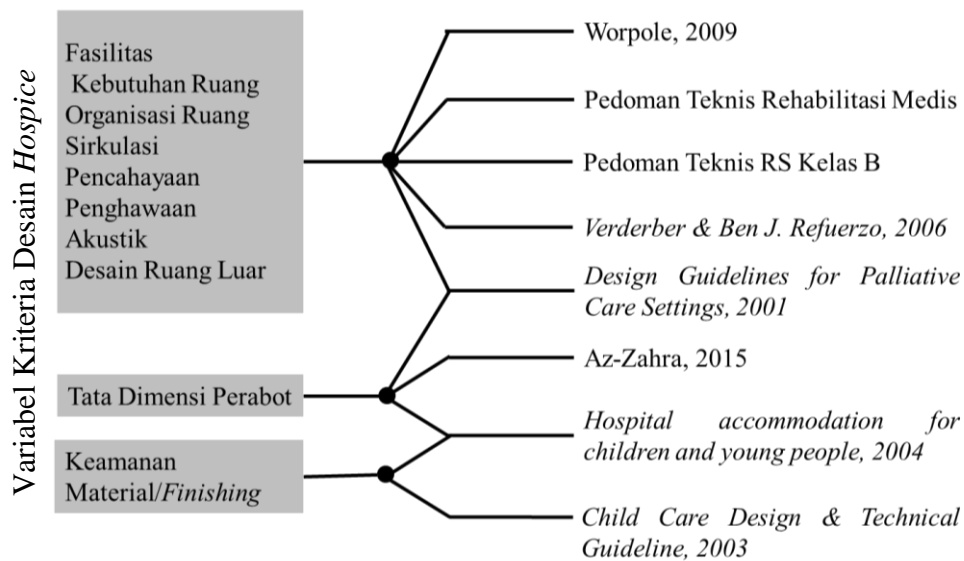 Variabel Kriteria Desain Hospice
Fasilitas
Kebutuhan Ruang
Organisasi Ruang
Sirkulasi
Pencahayaan
Penghawaan
Akustik
Desain Ruang Luar
Tata Dimensi Perabot
Keamanan
Material/Finishing
Worpole, 2009
Pedoman Teknis Rehabilitasi Medis
Pedoman Teknis RS Kelas B
Verderber & Ben J. Refuerzo, 2006
Design Guidelines for Palliative
Care Settings, 2001
Az-Zahra, 2015
Hospital accommodation for
children and young people, 2004
Child Care Design & Technical
Guideline, 2003